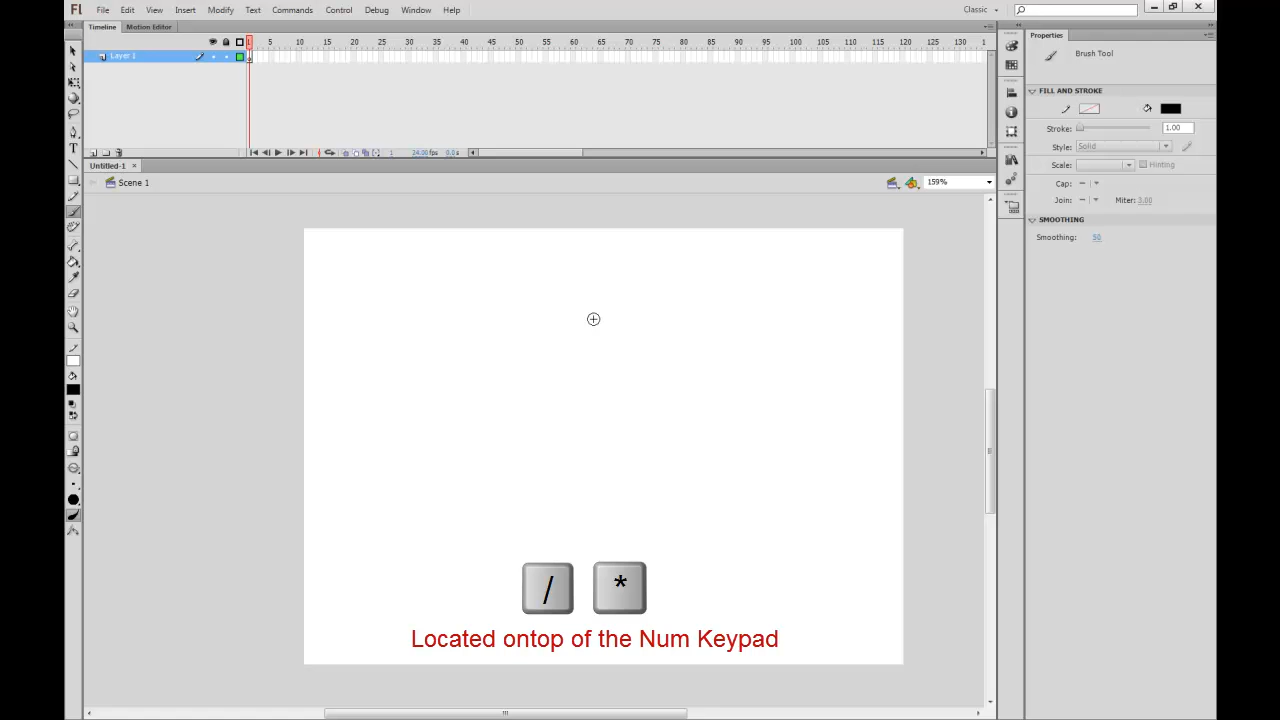 Fl File Edit View Insert Modify Text Commands Control Debug Window Help Classic
Timeline Motion Editor
Properties
5 10 15 20 25 30 35 40 45 50 55 60 65 70 75 80 85 90 95 100 105 110 115 120 125 130 1
Layer 1
Brush Tool
FILL AND STROKE
Stroke: 1.00
Style: Solid
1 24.00 fps 0.0 s
Untitled-1 ×
Scale: Hinting
Scene 1
159%
Cap:
Join: Miter: 3.00
SMOOTHING
Smoothing: 50
T
/ *
Located ontop of the Num Keypad